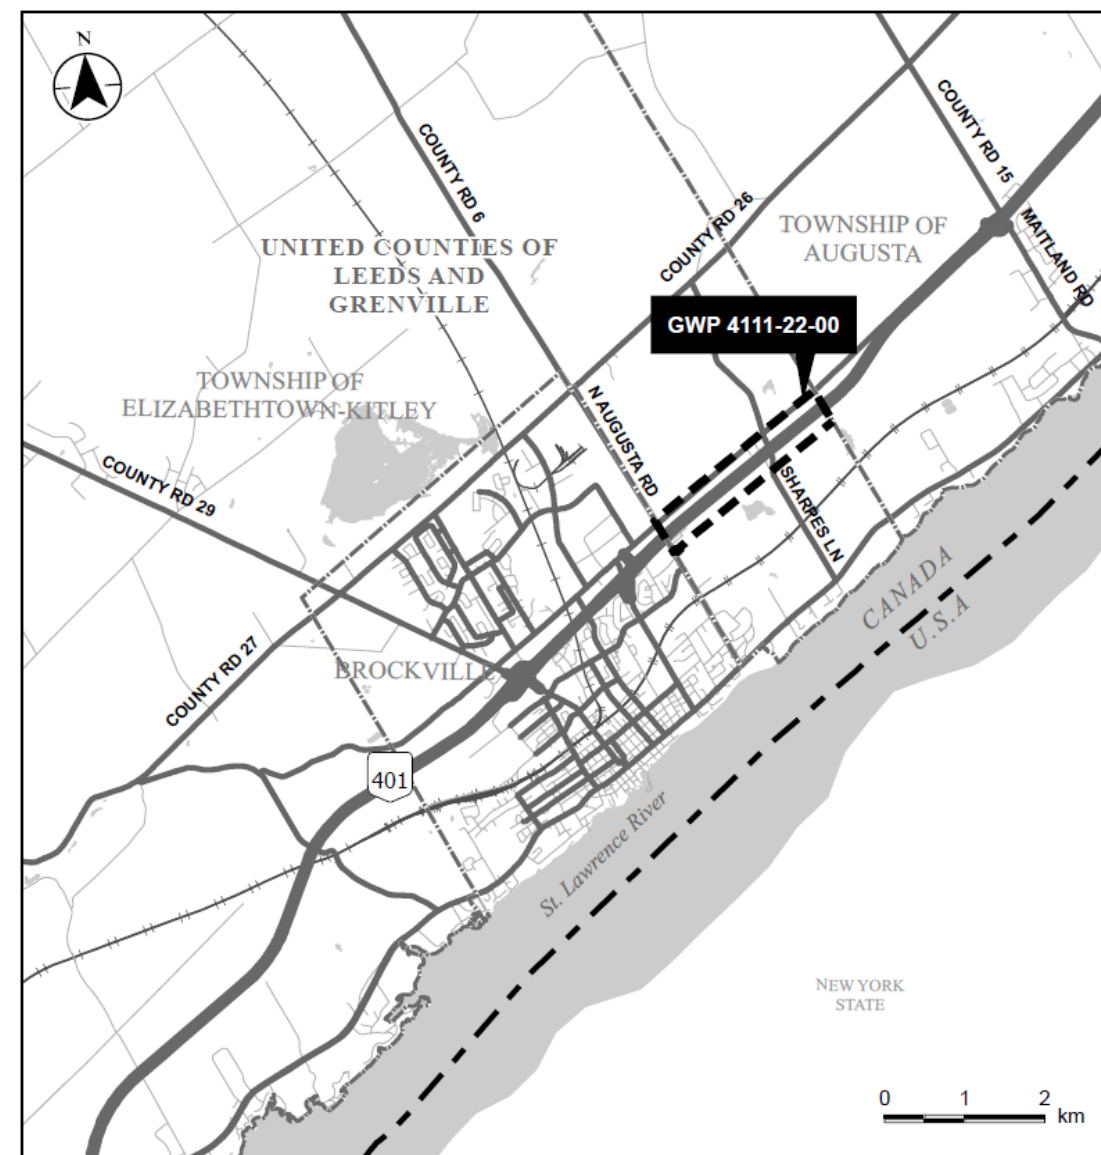 N
COUNTY RD 6
COUNTY RD 15
MAITLAND RD
COUNTY RD 26
TOWNSHIP OF
AUGUSTA
UNITED COUNTIES OF
LEEDS AND
GRENVILLE
GWP 4111-22-00
TOWNSHIP OF
ELIZABETHTOWN-KITLEY
N AUGUSTA RD
COUNTY RD 29
SHARPES LN
CANADA
U.S.A
COUNTY RD 27
BROCKVILLE
401
St. Lawrence River
NEW YORK
STATE
0 1 2
km